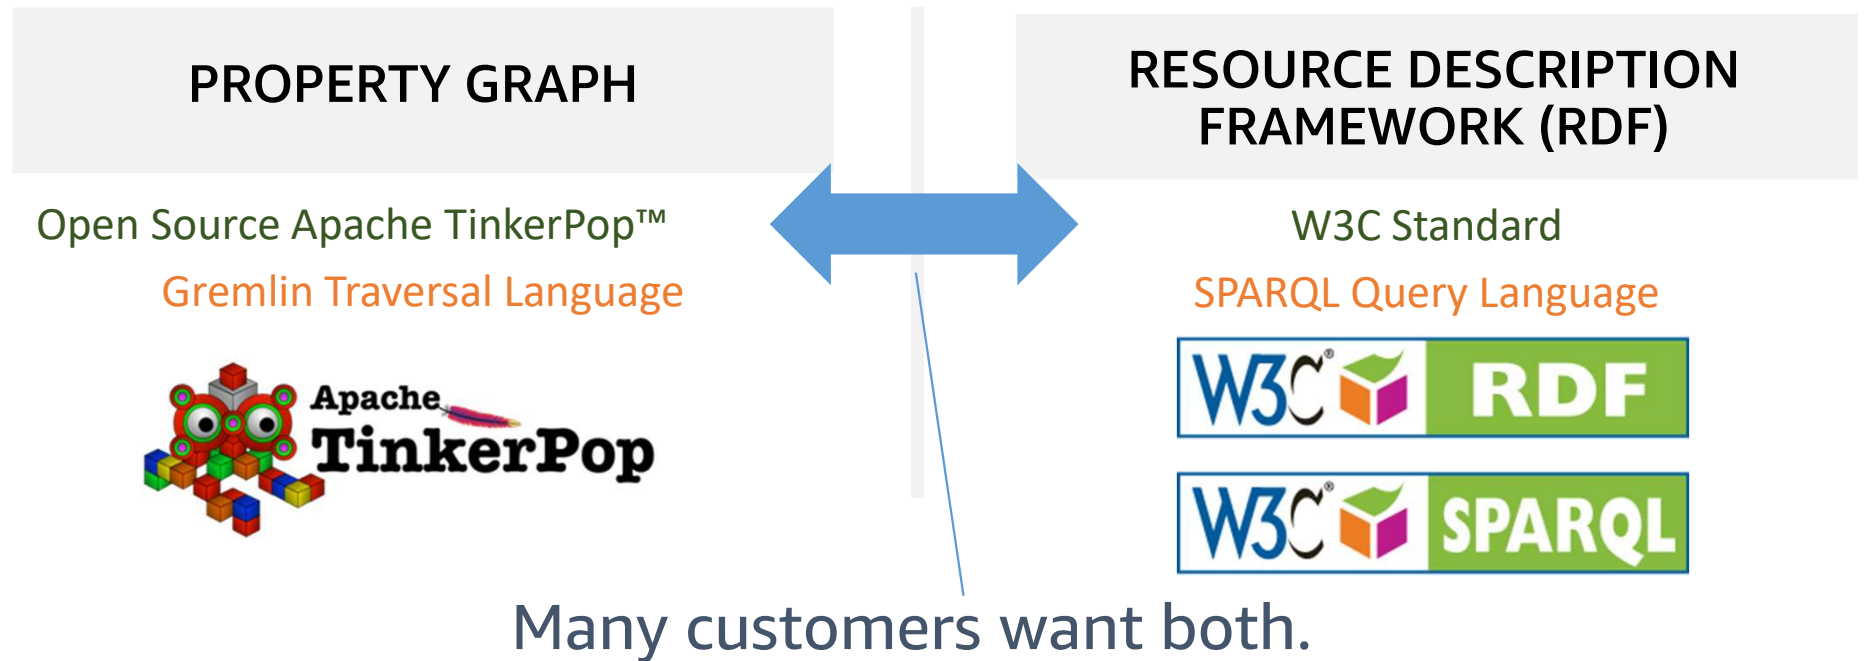 PROPERTY GRAPH
Open Source Apache TinkerPop™
Gremlin Traversal Language
Apache
TinkerPop
RESOURCE DESCRIPTION
FRAMEWORK (RDF)
W3C Standard
SPARQL Query Language
W3C® RDF
W3C® SPARQL
Many customers want both.